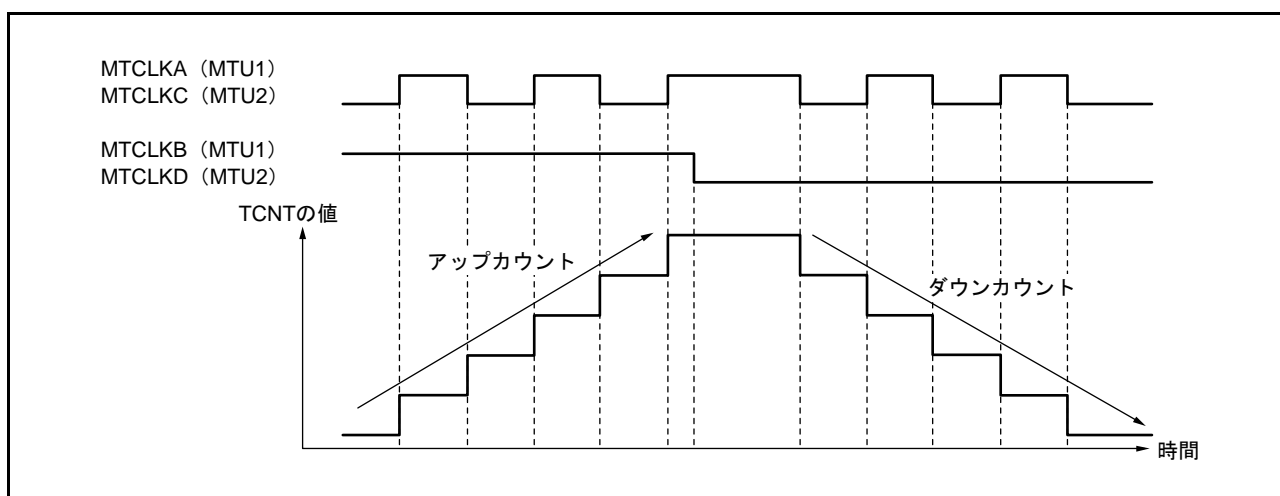 MTCLKA（MTU1）
MTCLKC（MTU2）
MTCLKB（MTU1）
MTCLKD（MTU2）
TCNTの値
アップカウント
ダウンカウント
時間